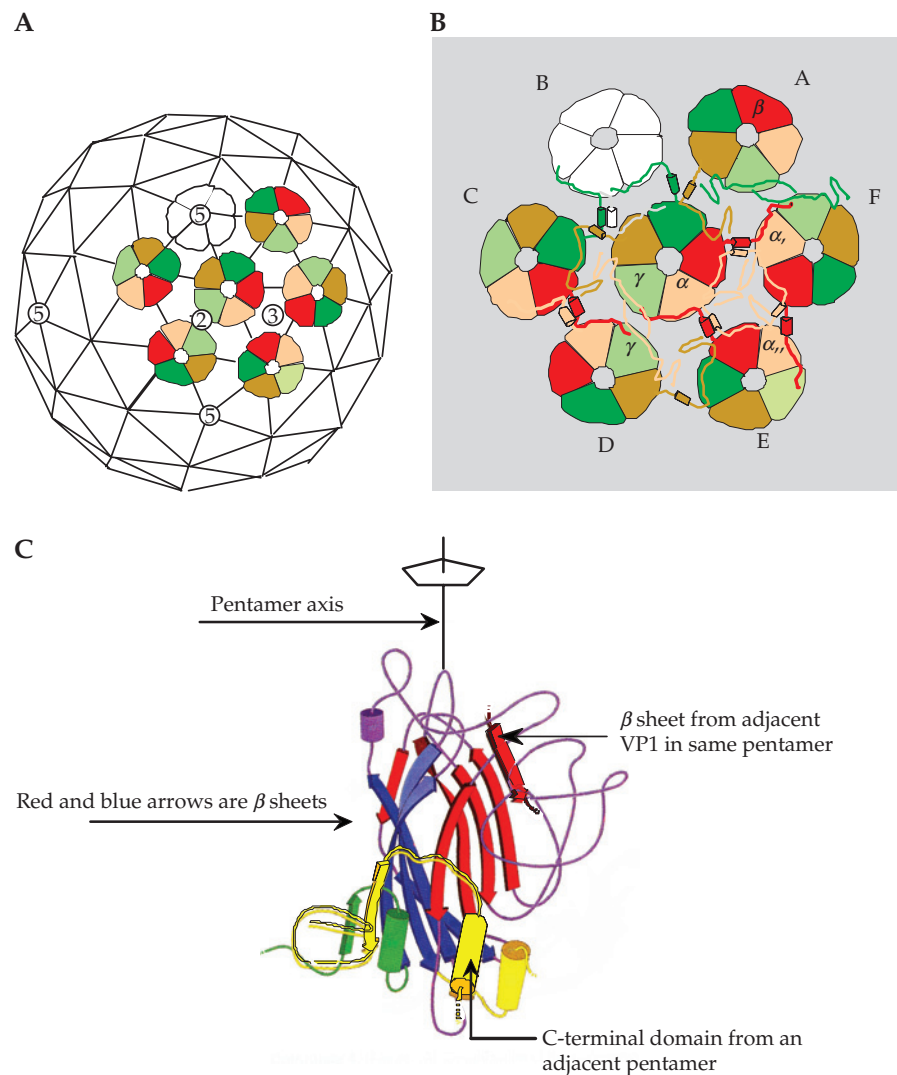 A
5
5
2
3
5
B
B
A
β
C
F
α,
γ
α
γ
α,,
D
E
C
Pentamer axis
β sheet from adjacent
VP1 in same pentamer
Red and blue arrows are β sheets
C-terminal domain from an
adjacent pentamer